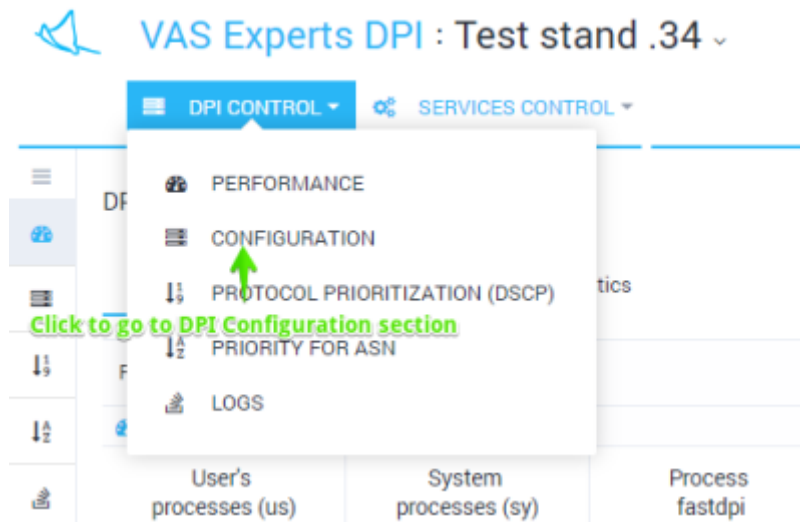 VAS Experts DPI : Test stand .34
DPI CONTROL
SERVICES CONTROL
PERFORMANCE
CONFIGURATION
PROTOCOL PRIORITIZATION (DSCP)
tics
Click to go to DPI Configuration section
PRIORITY FOR ASN
LOGS
User's
processes (us)
System
processes (sy)
Process
fastdpi